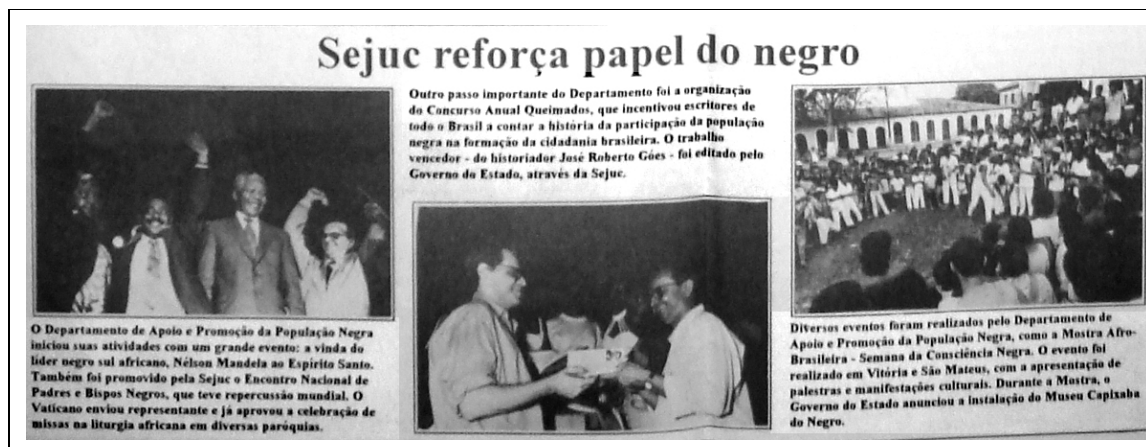 Sejuc reforça papel do negro
O Departamento de Apoio e Promoção da População Negra
iniciou suas atividades com um grande evento: a vinda do
líder negro sul africano, Nélson Mandela ao Espírito Santo.
Também foi promovido pela Sejuc o Encontro Nacional de
Padres e Bispos Negros, que teve repercussão mundial. O
Vaticano enviou representante e já aprovou a celebração de
missas na liturgia africana em diversas paróquias.
Outro passo importante do Departamento foi a organização
do Concurso Anual Queimados, que incentivou escritores de
todo o Brasil a contar a história da participação da população
negra na formação da cidadania brasileira. O trabalho
vencedor - do historiador José Roberto Góes - foi editado pelo
Governo do Estado, através da Sejuc.
Diversos eventos foram realizados pelo Departamento de
Apoio e Promoção da População Negra, como a Mostra Afro-
Brasileira - Semana da Consciência Negra. O evento foi
realizado em Vitória e São Mateus, com a apresentação de
palestras e manifestações culturais. Durante a Mostra, o
Governo do Estado anunciou a instalação do Museu Capixaba
do Negro.